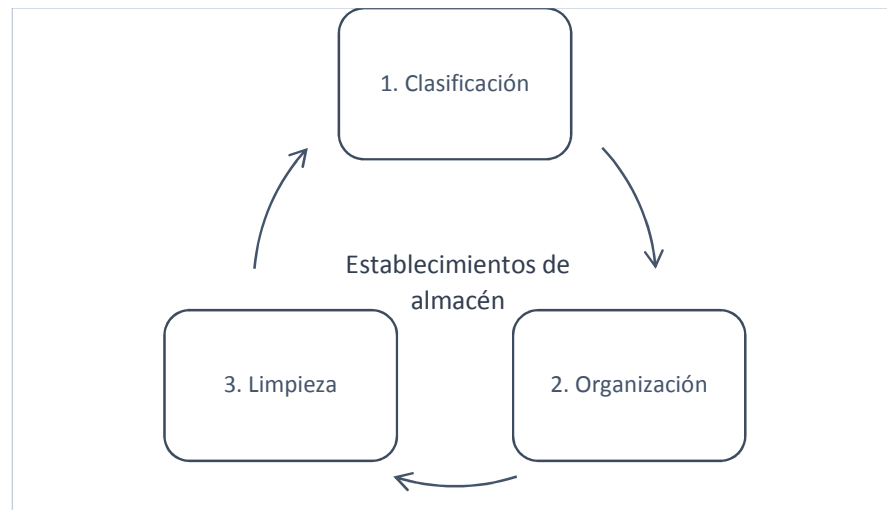 1. Clasificación
Establecimientos de
almacén
3. Limpieza
2. Organización